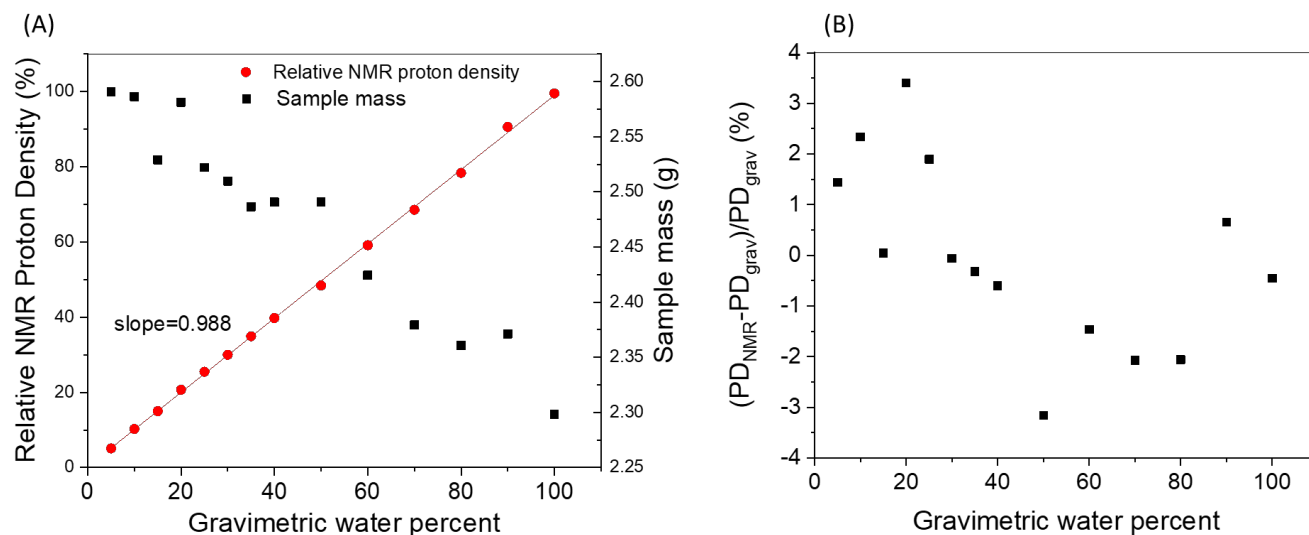 (A)
Relative NMR Proton Density (%)
100
80
60
40
20
0
Relative NMR proton density
Sample mass
slope=0.988
2.60
2.55
2.50
2.45
2.40
2.35
2.30
2.25
Sample mass (g)
0 20 40 60 80 100
Gravimetric water percent
(B)
(PD_NMR-PD_grav)/PD_grav (%)
4
3
2
1
0
-1
-2
-3
-4
0 20 40 60 80 100
Gravimetric water percent